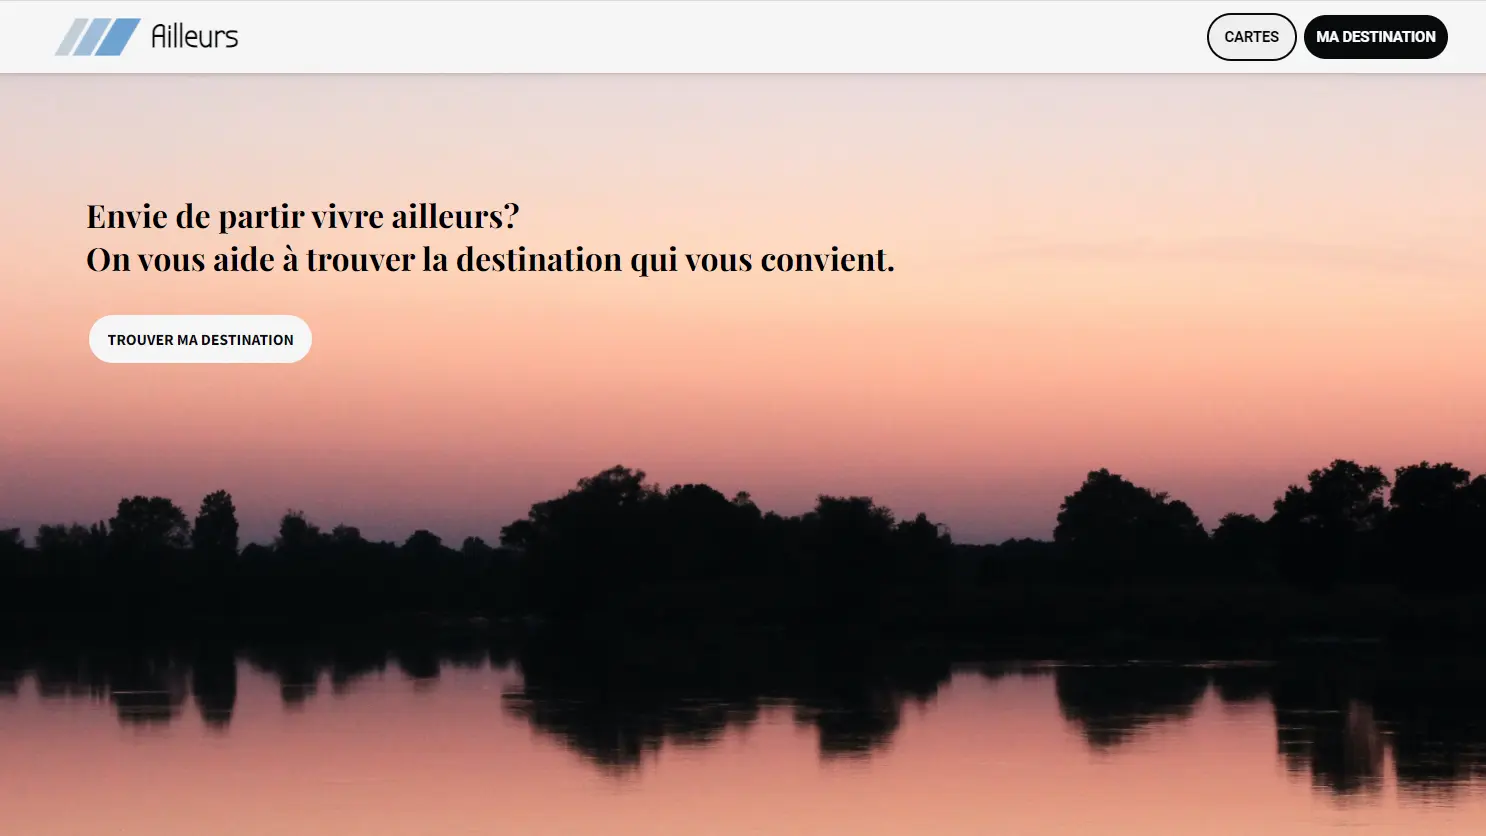 Ailleurs
CARTES
MA DESTINATION
Envie de partir vivre ailleurs?
On vous aide à trouver la destination qui vous convient.
TROUVER MA DESTINATION